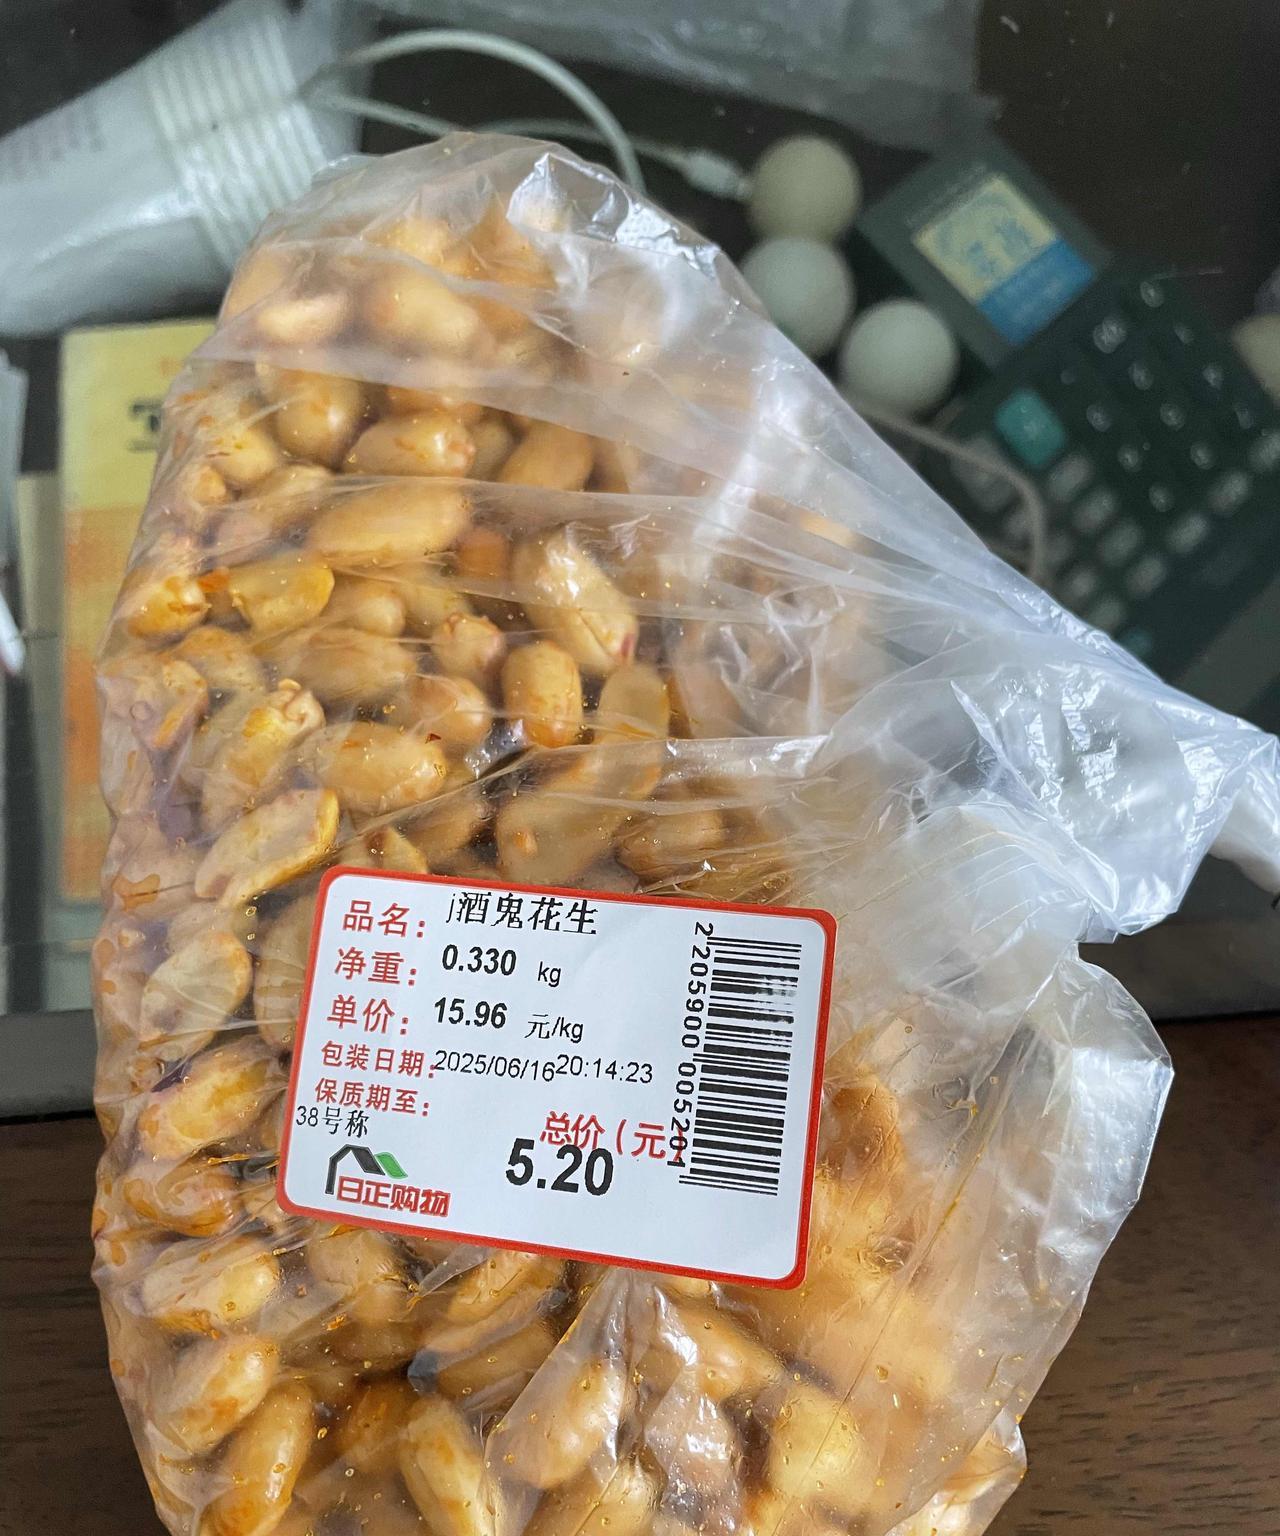 品名：j酒鬼花生
净重：0.330 kg
单价：15.96 元/kg
包装日期：2025/06/16 20:14:23
保质期至：
38号称
总价（元）
5.20
日正购物
2205900005201